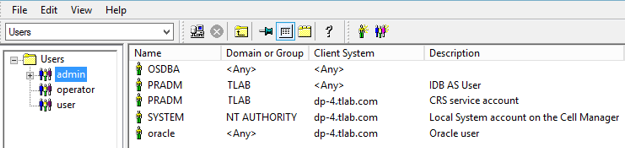 File Edit View Help
Users
Users
admin
operator
user
Name Domain or Group Client System Description
OSDBA <Any> <Any>
PRADM TLAB <Any> IDB AS User
PRADM TLAB dp-4.tlab.com CRS service account
SYSTEM NT AUTHORITY dp-4.tlab.com Local System account on the Cell Manager
oracle <Any> dp-4.tlab.com Oracle user